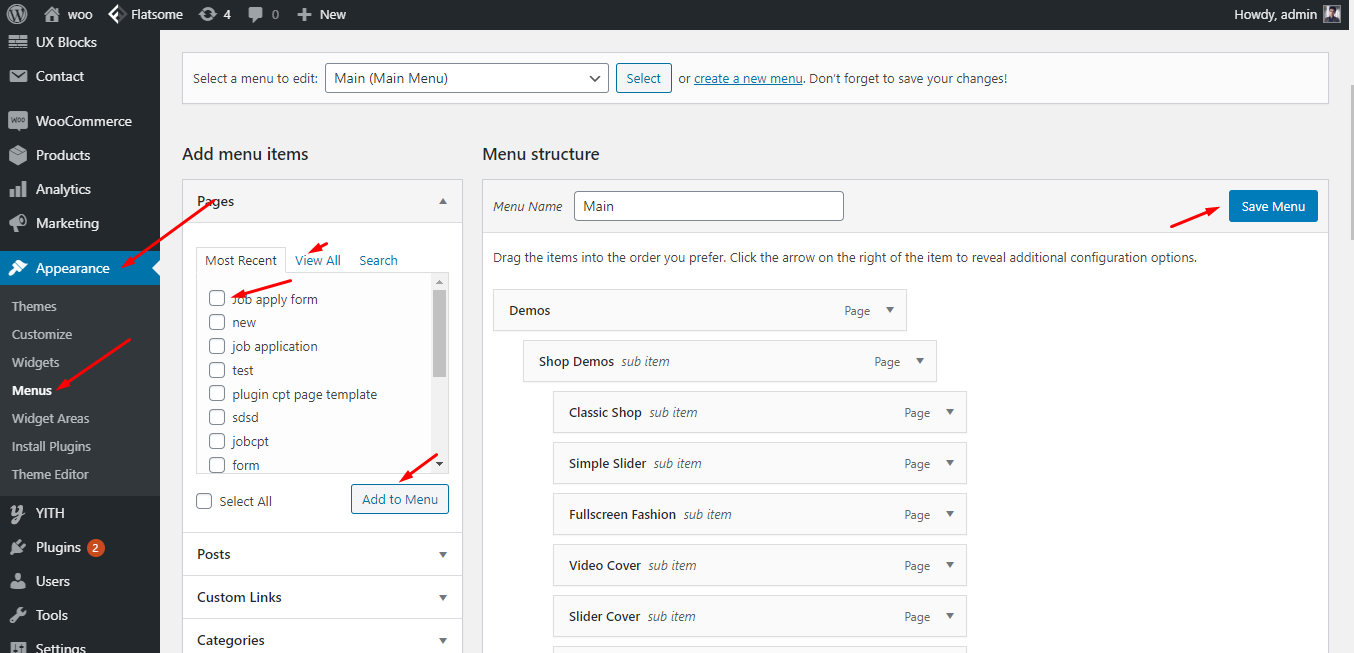 woo Flatsome 4 0 New Howdy, admin
UX Blocks
Contact
WooCommerce
Products
Analytics
Marketing
Appearance
Themes
Customize
Widgets
Menus
Widget Areas
Install Plugins
Theme Editor
YITH
Plugins 2
Users
Tools
Settings
Select a menu to edit: Main (Main Menu) Select or create a new menu. Don't forget to save your changes!
Add menu items
Pages
Most Recent View All Search
Job apply form
new
job application
test
plugin cpt page template
sdsd
jobcpt
form
Select All Add to Menu
Posts
Custom Links
Categories
Menu structure
Menu Name Main Save Menu
Drag the items into the order you prefer. Click the arrow on the right of the item to reveal additional configuration options.
Demos Page
Shop Demos sub item Page
Classic Shop sub item Page
Simple Slider sub item Page
Fullscreen Fashion sub item Page
Video Cover sub item Page
Slider Cover sub item Page